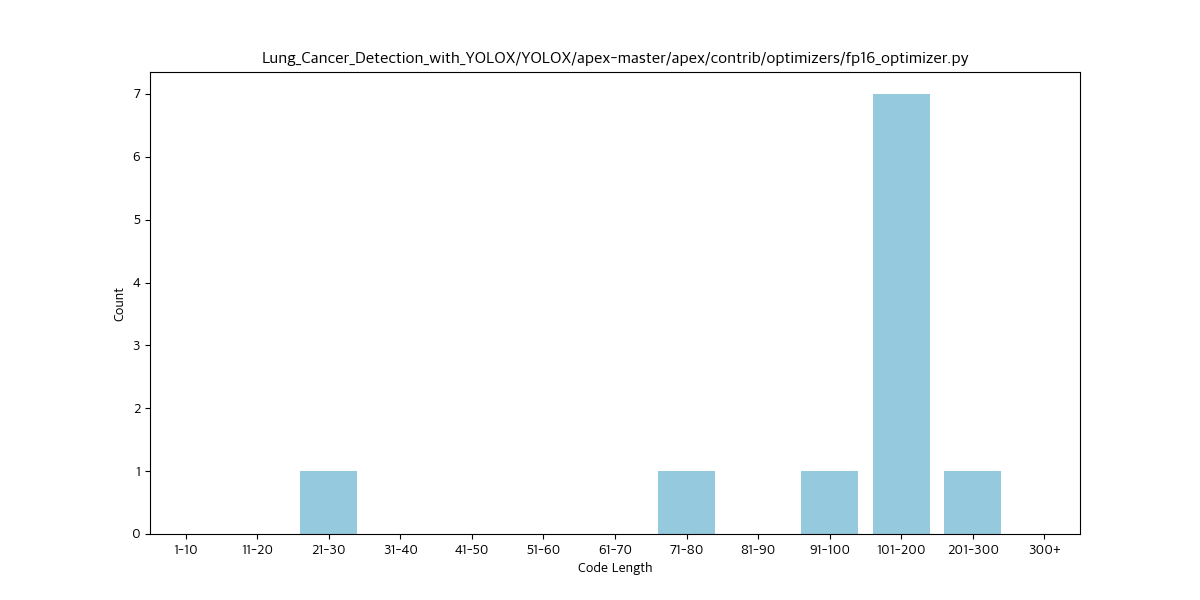 Lung_Cancer_Detection_with_YOLOX/YOLOX/apex-master/apex/contrib/optimizers/fp16_optimizer.py
7
6
5
4
3
2
1
0
Count
1-10 11-20 21-30 31-40 41-50 51-60 61-70 71-80 81-90 91-100 101-200 201-300 300+
Code Length